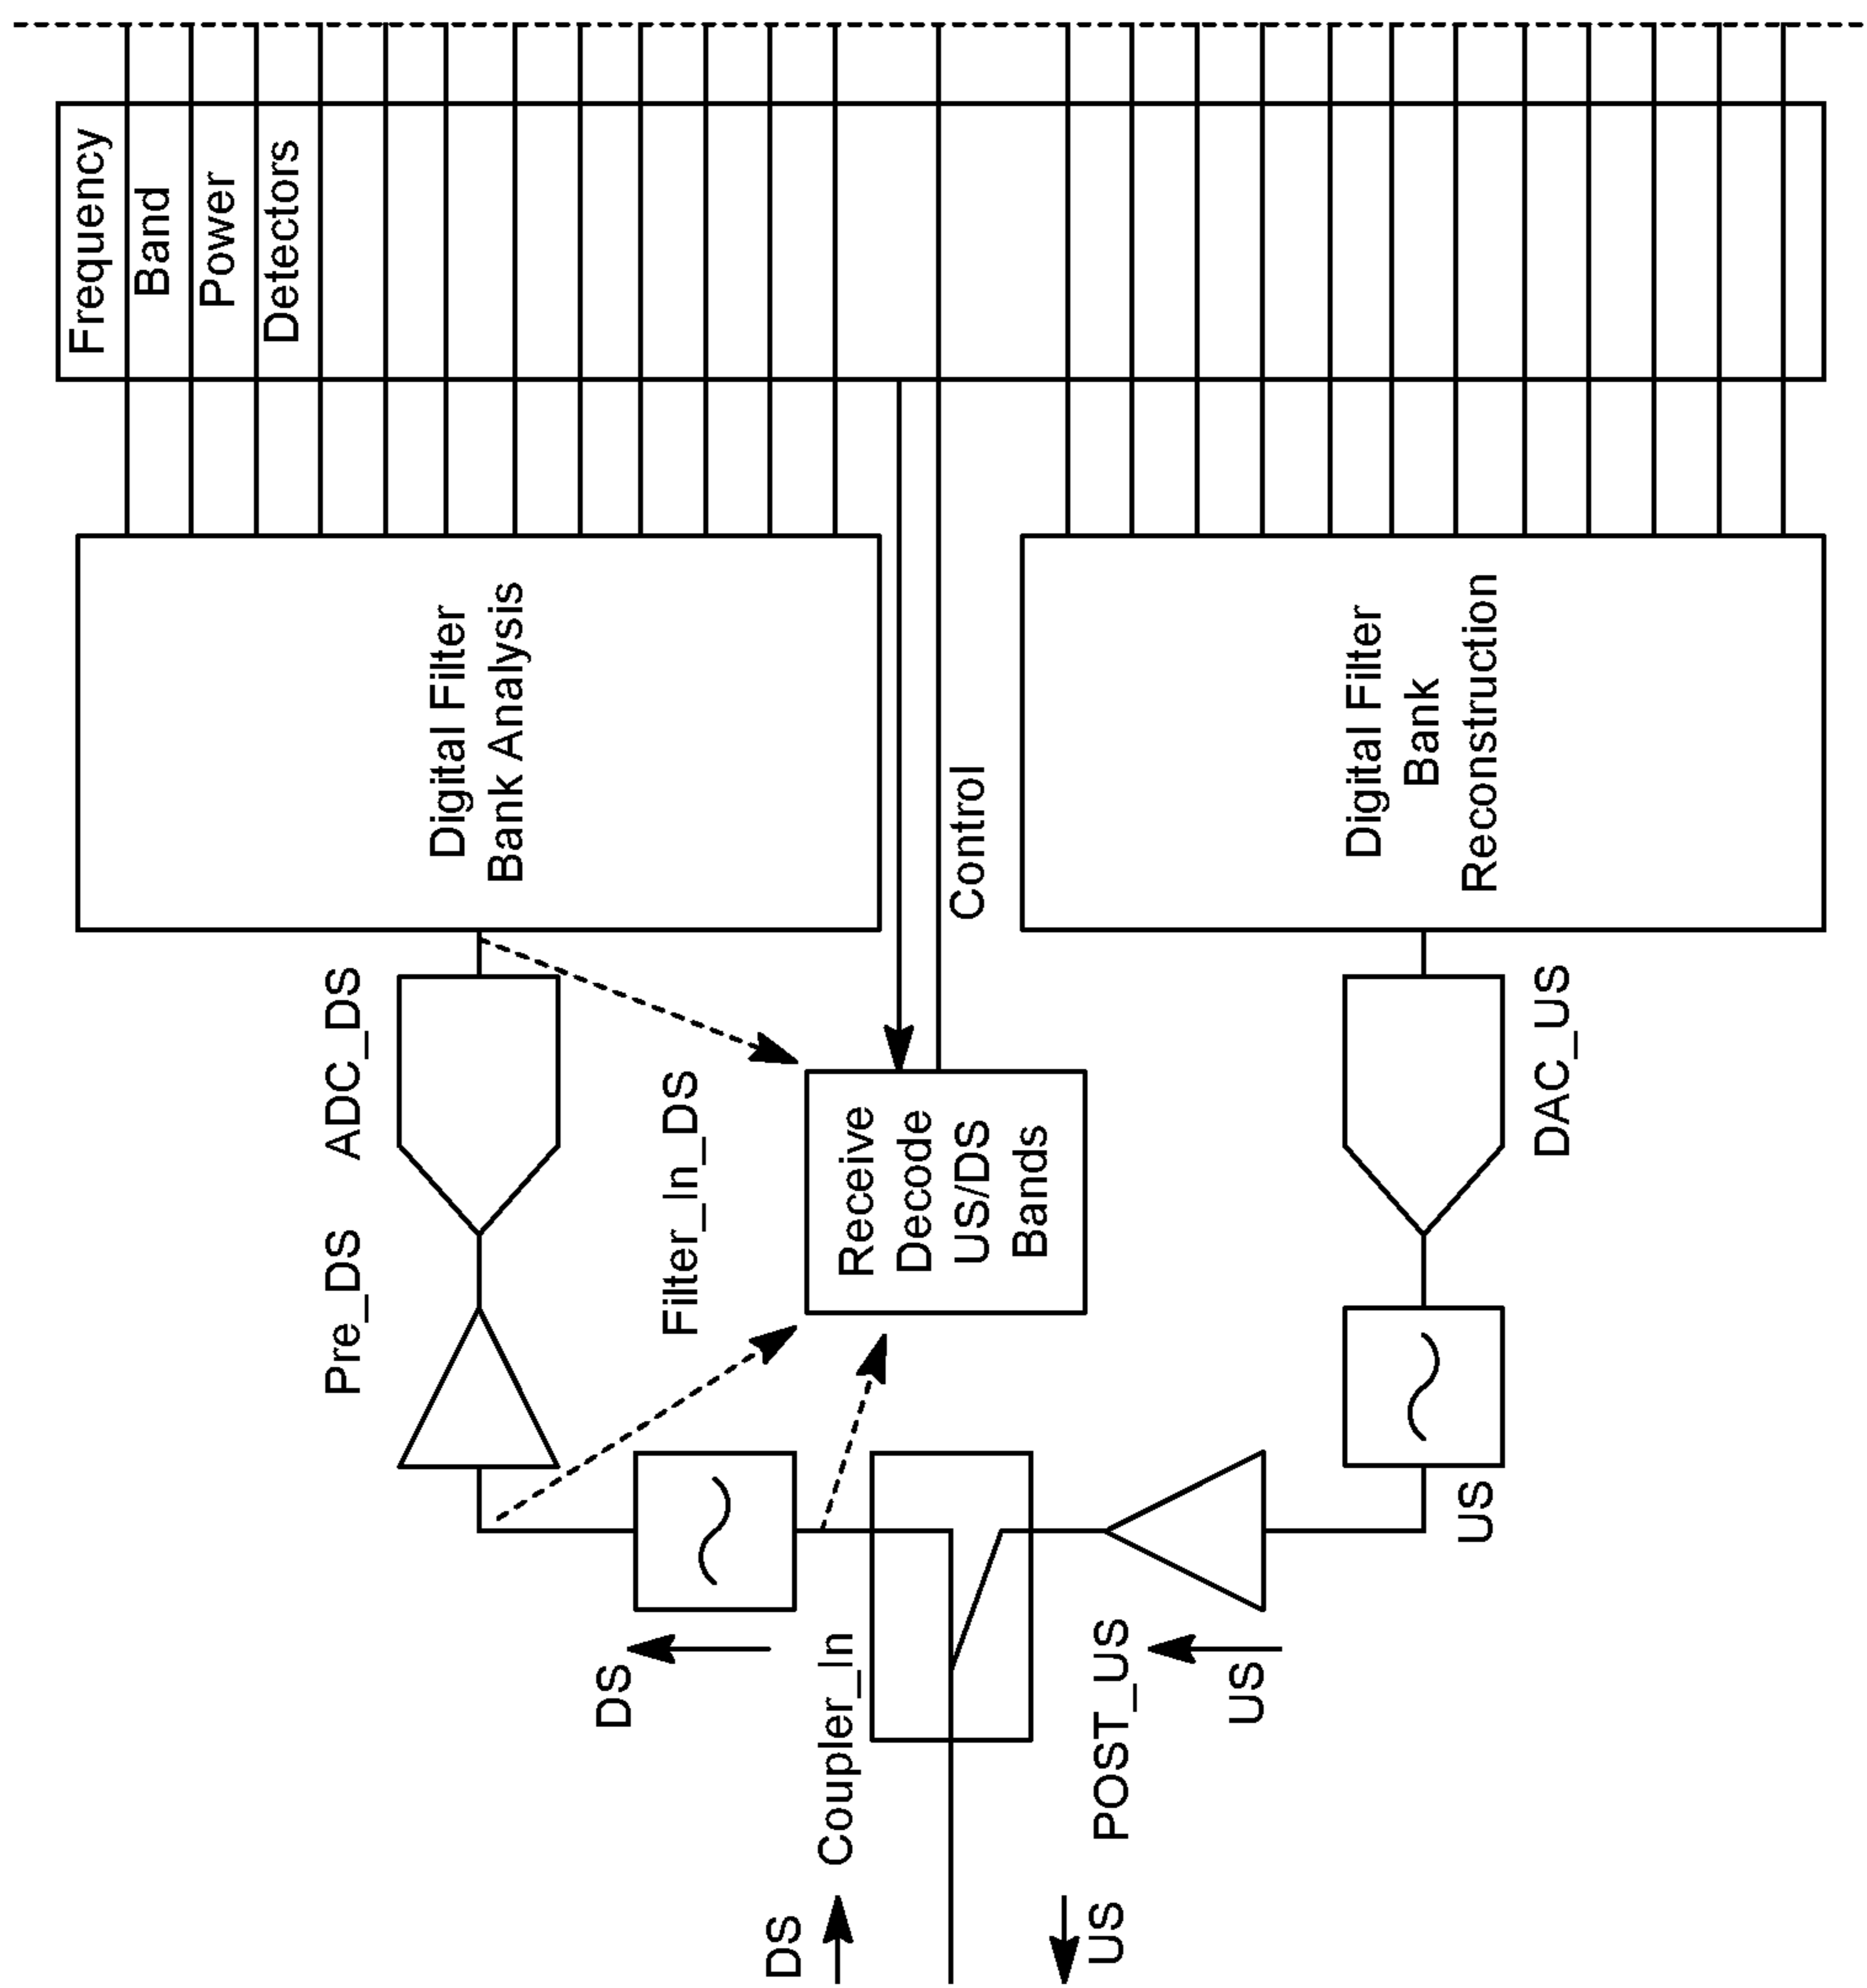 Frequency
Band
Power
Detectors
Digital Filter
Bank Analysis
Control
Digital Filter
Bank
Reconstruction
ADC_DS
Pre_DS
Filter_In_DS
Receive
Decode
US/DS
Bands
DAC_US
US
DS
Coupler_In
POST_US
US
DS
US